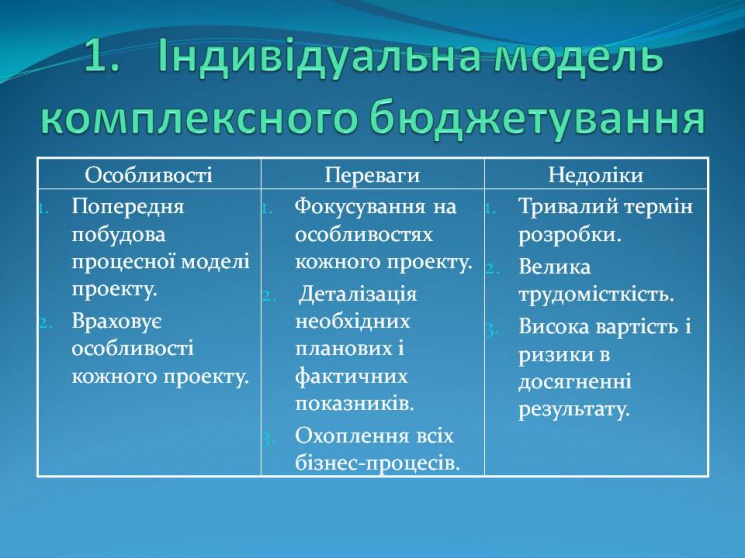 1. Індивідуальна модель
комплексного бюджетування
Особливості
Переваги
Недоліки
1. Попередня
побудова
процесної моделі
проекту.
2. Враховує
особливості
кожного проекту.
1. Фокусування на
особливостях
кожного проекту.
2. Деталізація
необхідних
планових і
фактичних
показників.
3. Охоплення всіх
бізнес-процесів.
1. Тривалий термін
розробки.
2. Велика
трудомісткість.
3. Висока вартість і
ризики в
досягненні
результату.